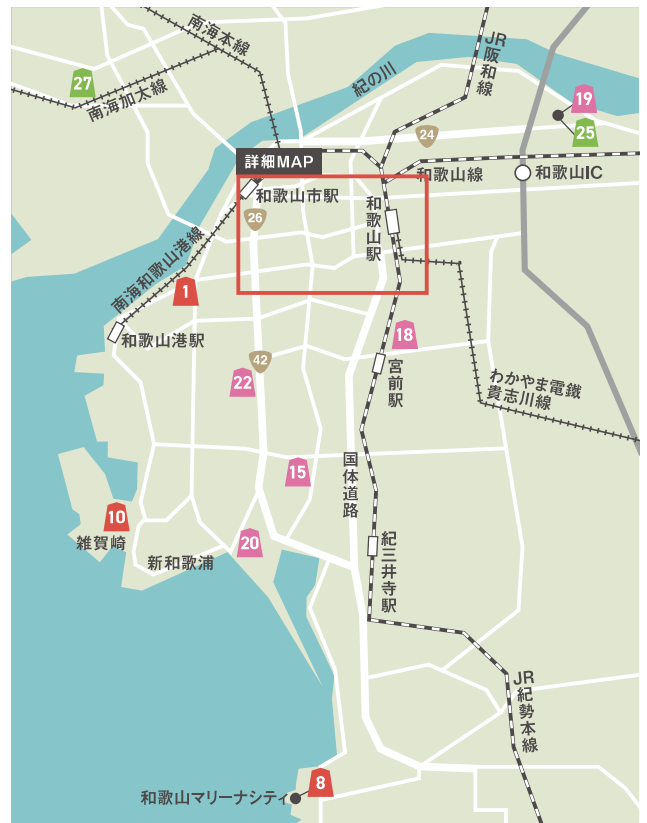 南海本線
JR阪和線
27
紀の川
南海加太線
19
24
25
詳細MAP
和歌山線
和歌山IC
和歌山市駅
26
和歌山駅
南海和歌山港線
1
和歌山港駅
18
42
宮前駅
22
わかやま電鐵
貴志川線
15
国体道路
10
雑賀崎
20
新和歌浦
紀三井寺駅
JR紀勢本線
8
和歌山マリーナシティ